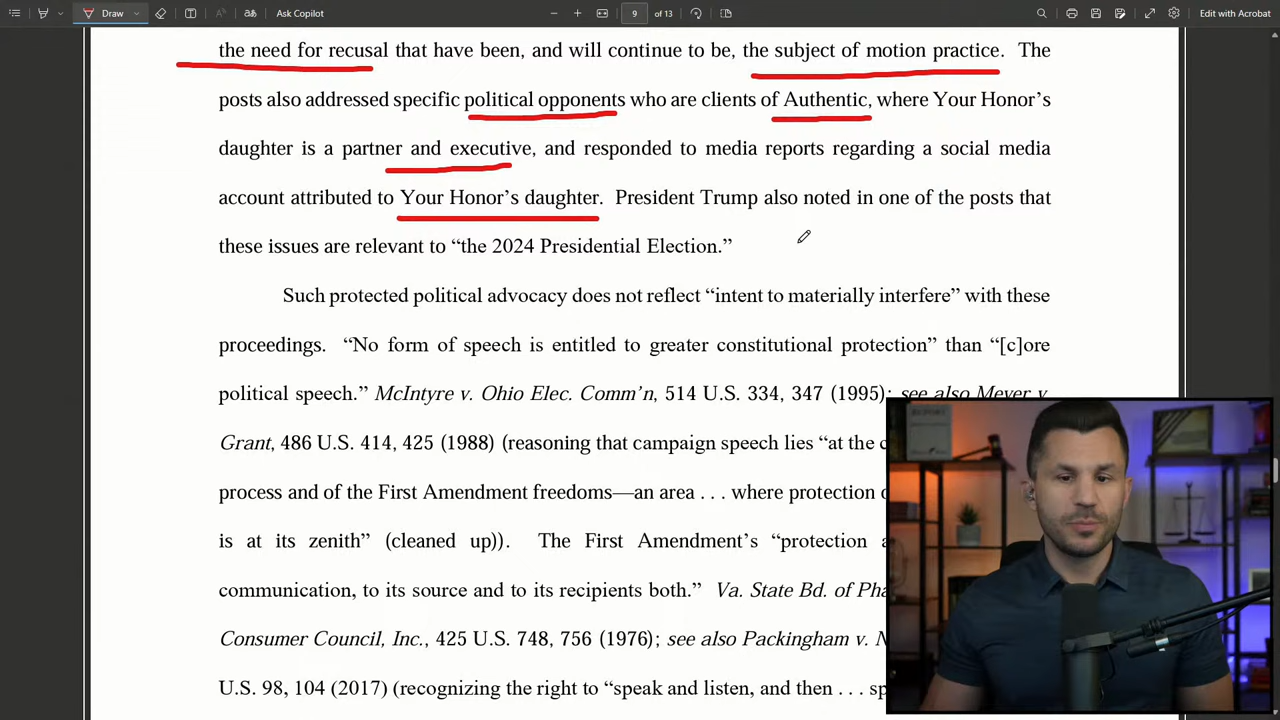 Draw
Ask Copilot
9 of 13
Edit with Acrobat
the need for recusal that have been, and will continue to be, the subject of motion practice. The
posts also addressed specific political opponents who are clients of Authentic, where Your Honor's
daughter is a partner and executive, and responded to media reports regarding a social media
account attributed to Your Honor's daughter. President Trump also noted in one of the posts that
these issues are relevant to “the 2024 Presidential Election.”
Such protected political advocacy does not reflect “intent to materially interfere” with these
proceedings. “No form of speech is entitled to greater constitutional protection” than “[c]ore
political speech.” McIntyre v. Ohio Elec. Comm'n, 514 U.S. 334, 347 (1995); see also Meyer v.
Grant, 486 U.S. 414, 425 (1988) (reasoning that campaign speech lies “at the
process and of the First Amendment freedoms—an area . . . where protection
is at its zenith” (cleaned up)). The First Amendment's “protection
communication, to its source and to its recipients both.” Va. State Bd. of
Consumer Council, Inc., 425 U.S. 748, 756 (1976); see also Packingham v.
U.S. 98, 104 (2017) (recognizing the right to “speak and listen, and then . . .